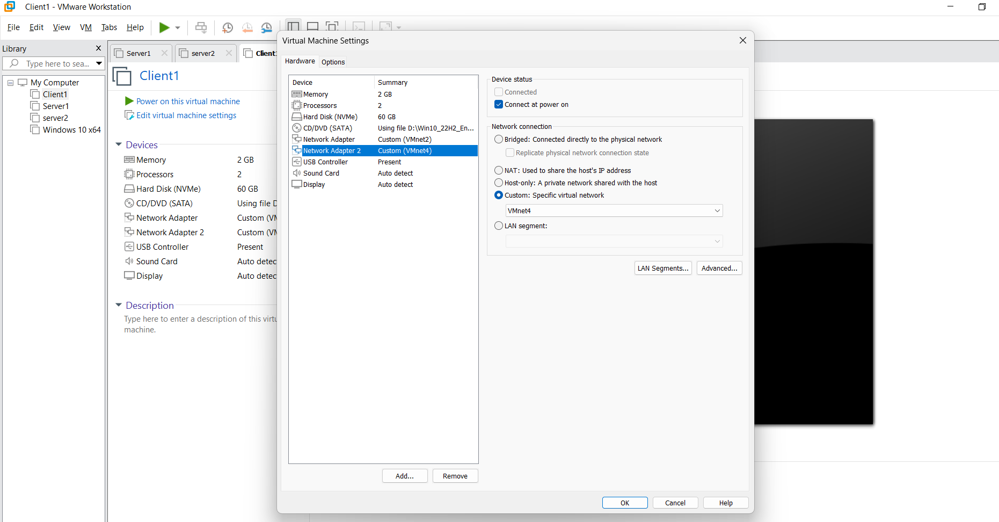 Client1 - VMware Workstation
File Edit View VM Tabs Help
Library
Type here to sea...
My Computer
Client1
Server1
server2
Windows 10 x64
Server1
server2
Client1
Client1
Power on this virtual machine
Edit virtual machine settings
Devices
Memory 2 GB
Processors 2
Hard Disk (NVMe) 60 GB
CD/DVD (SATA) Using file D
Network Adapter Custom (VM
Network Adapter 2 Custom (VM
USB Controller Present
Sound Card Auto detec
Display Auto detec
Description
Type here to enter a description of this virtu
machine.
Virtual Machine Settings
Hardware Options
Device Summary
Memory 2 GB
Processors 2
Hard Disk (NVMe) 60 GB
CD/DVD (SATA) Using file D:\Win10_22H2_En...
Network Adapter Custom (VMnet2)
Network Adapter 2 Custom (VMnet4)
USB Controller Present
Sound Card Auto detect
Display Auto detect
Add... Remove
Device status
Connected
Connect at power on
Network connection
Bridged: Connected directly to the physical network
Replicate physical network connection state
NAT: Used to share the host's IP address
Host-only: A private network shared with the host
Custom: Specific virtual network
VMnet4
LAN segment:
LAN Segments... Advanced...
OK Cancel Help